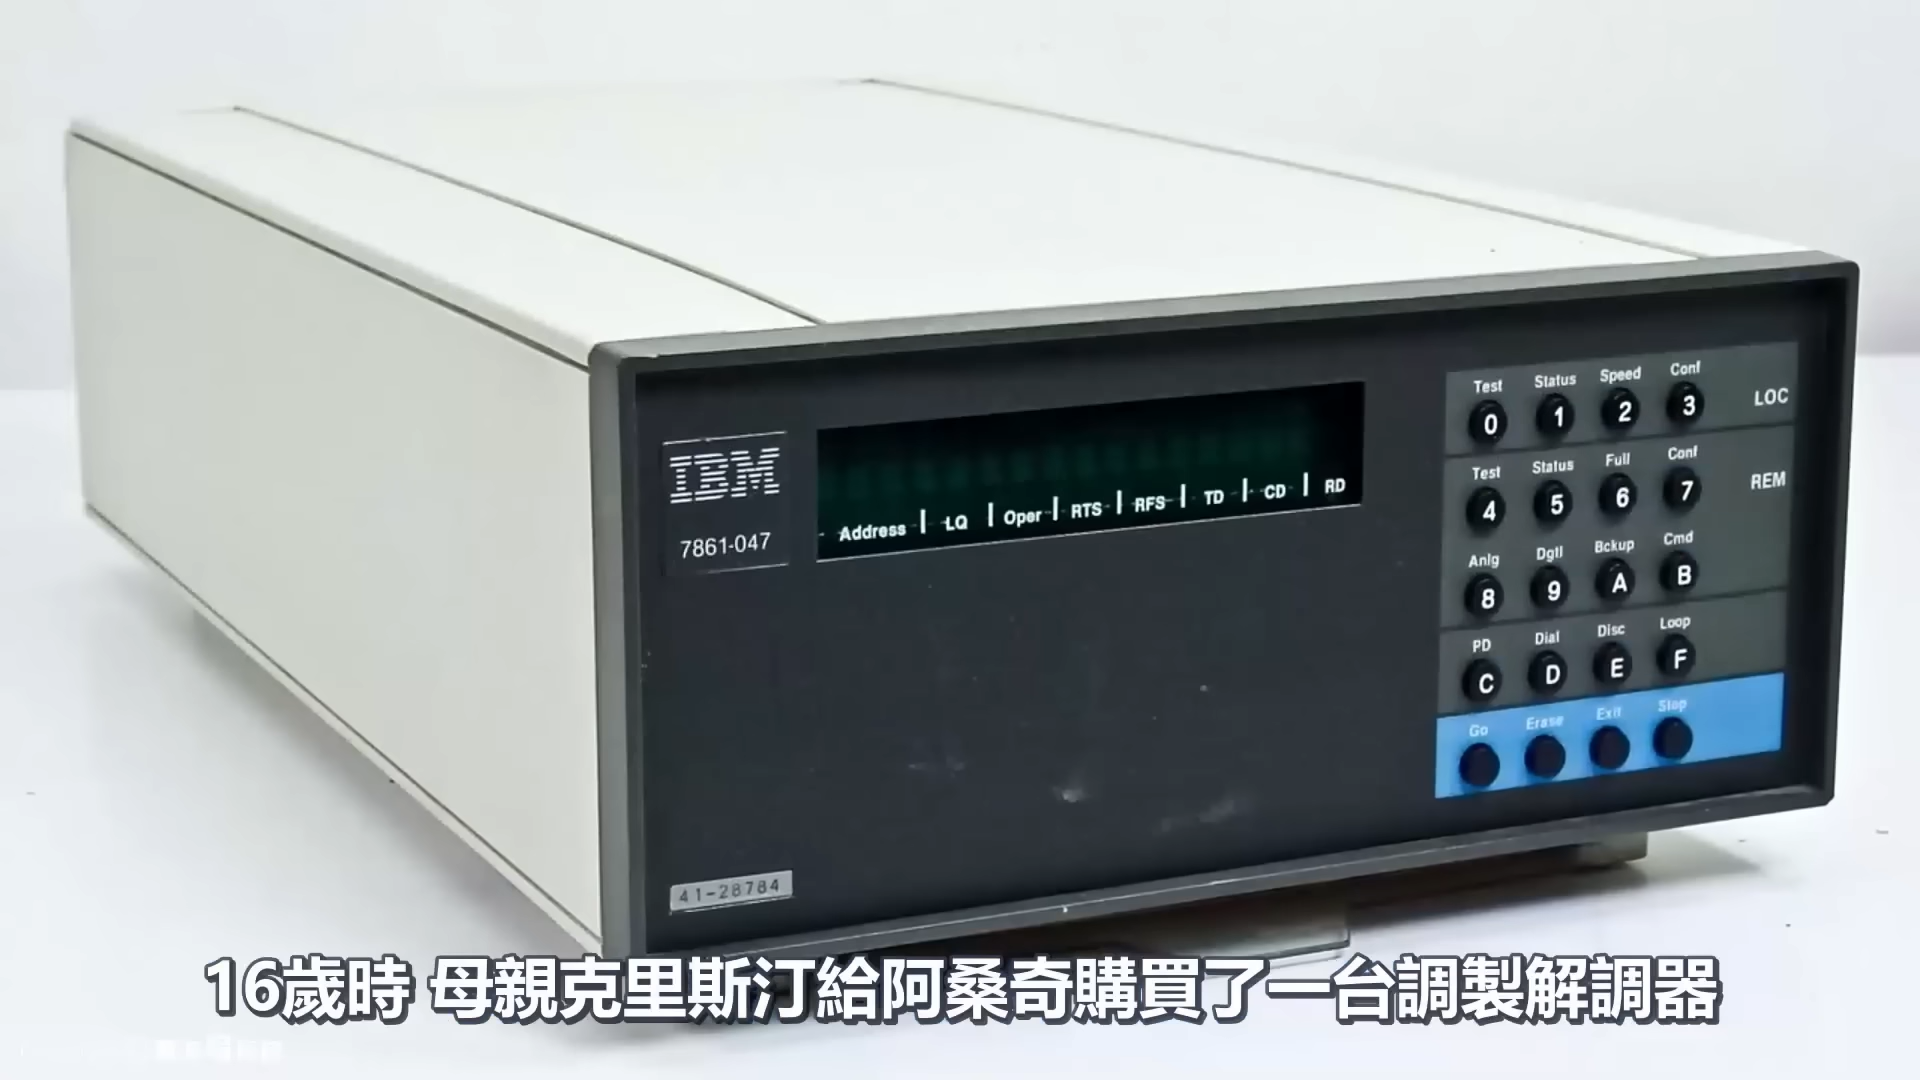 IBM
7861-047
Address LQ Oper RTS RFS TD CD RD
Test Status Speed Conf
0 1 2 3 LOC
Test Status Full Conf
4 5 6 7 REM
Anlg Dgtl Bckup Cmd
8 9 A B
PD Dial Disc Loop
C D E F
Go Erase Exit Stop
41-28784
16歲時 母親克里斯汀給阿桑奇購買了一台調製解調器